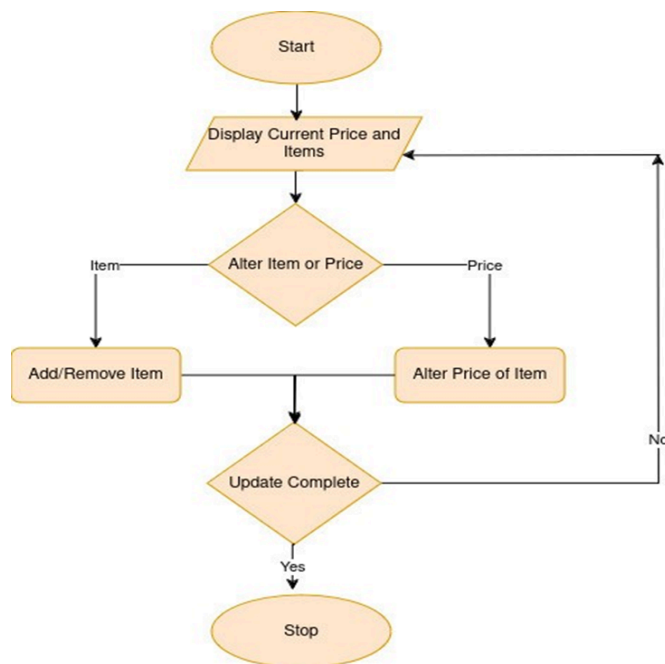 Start
Display Current Price and
Items
Alter Item or Price
Item
Price
Add/Remove Item
Alter Price of Item
Update Complete
No
Yes
Stop